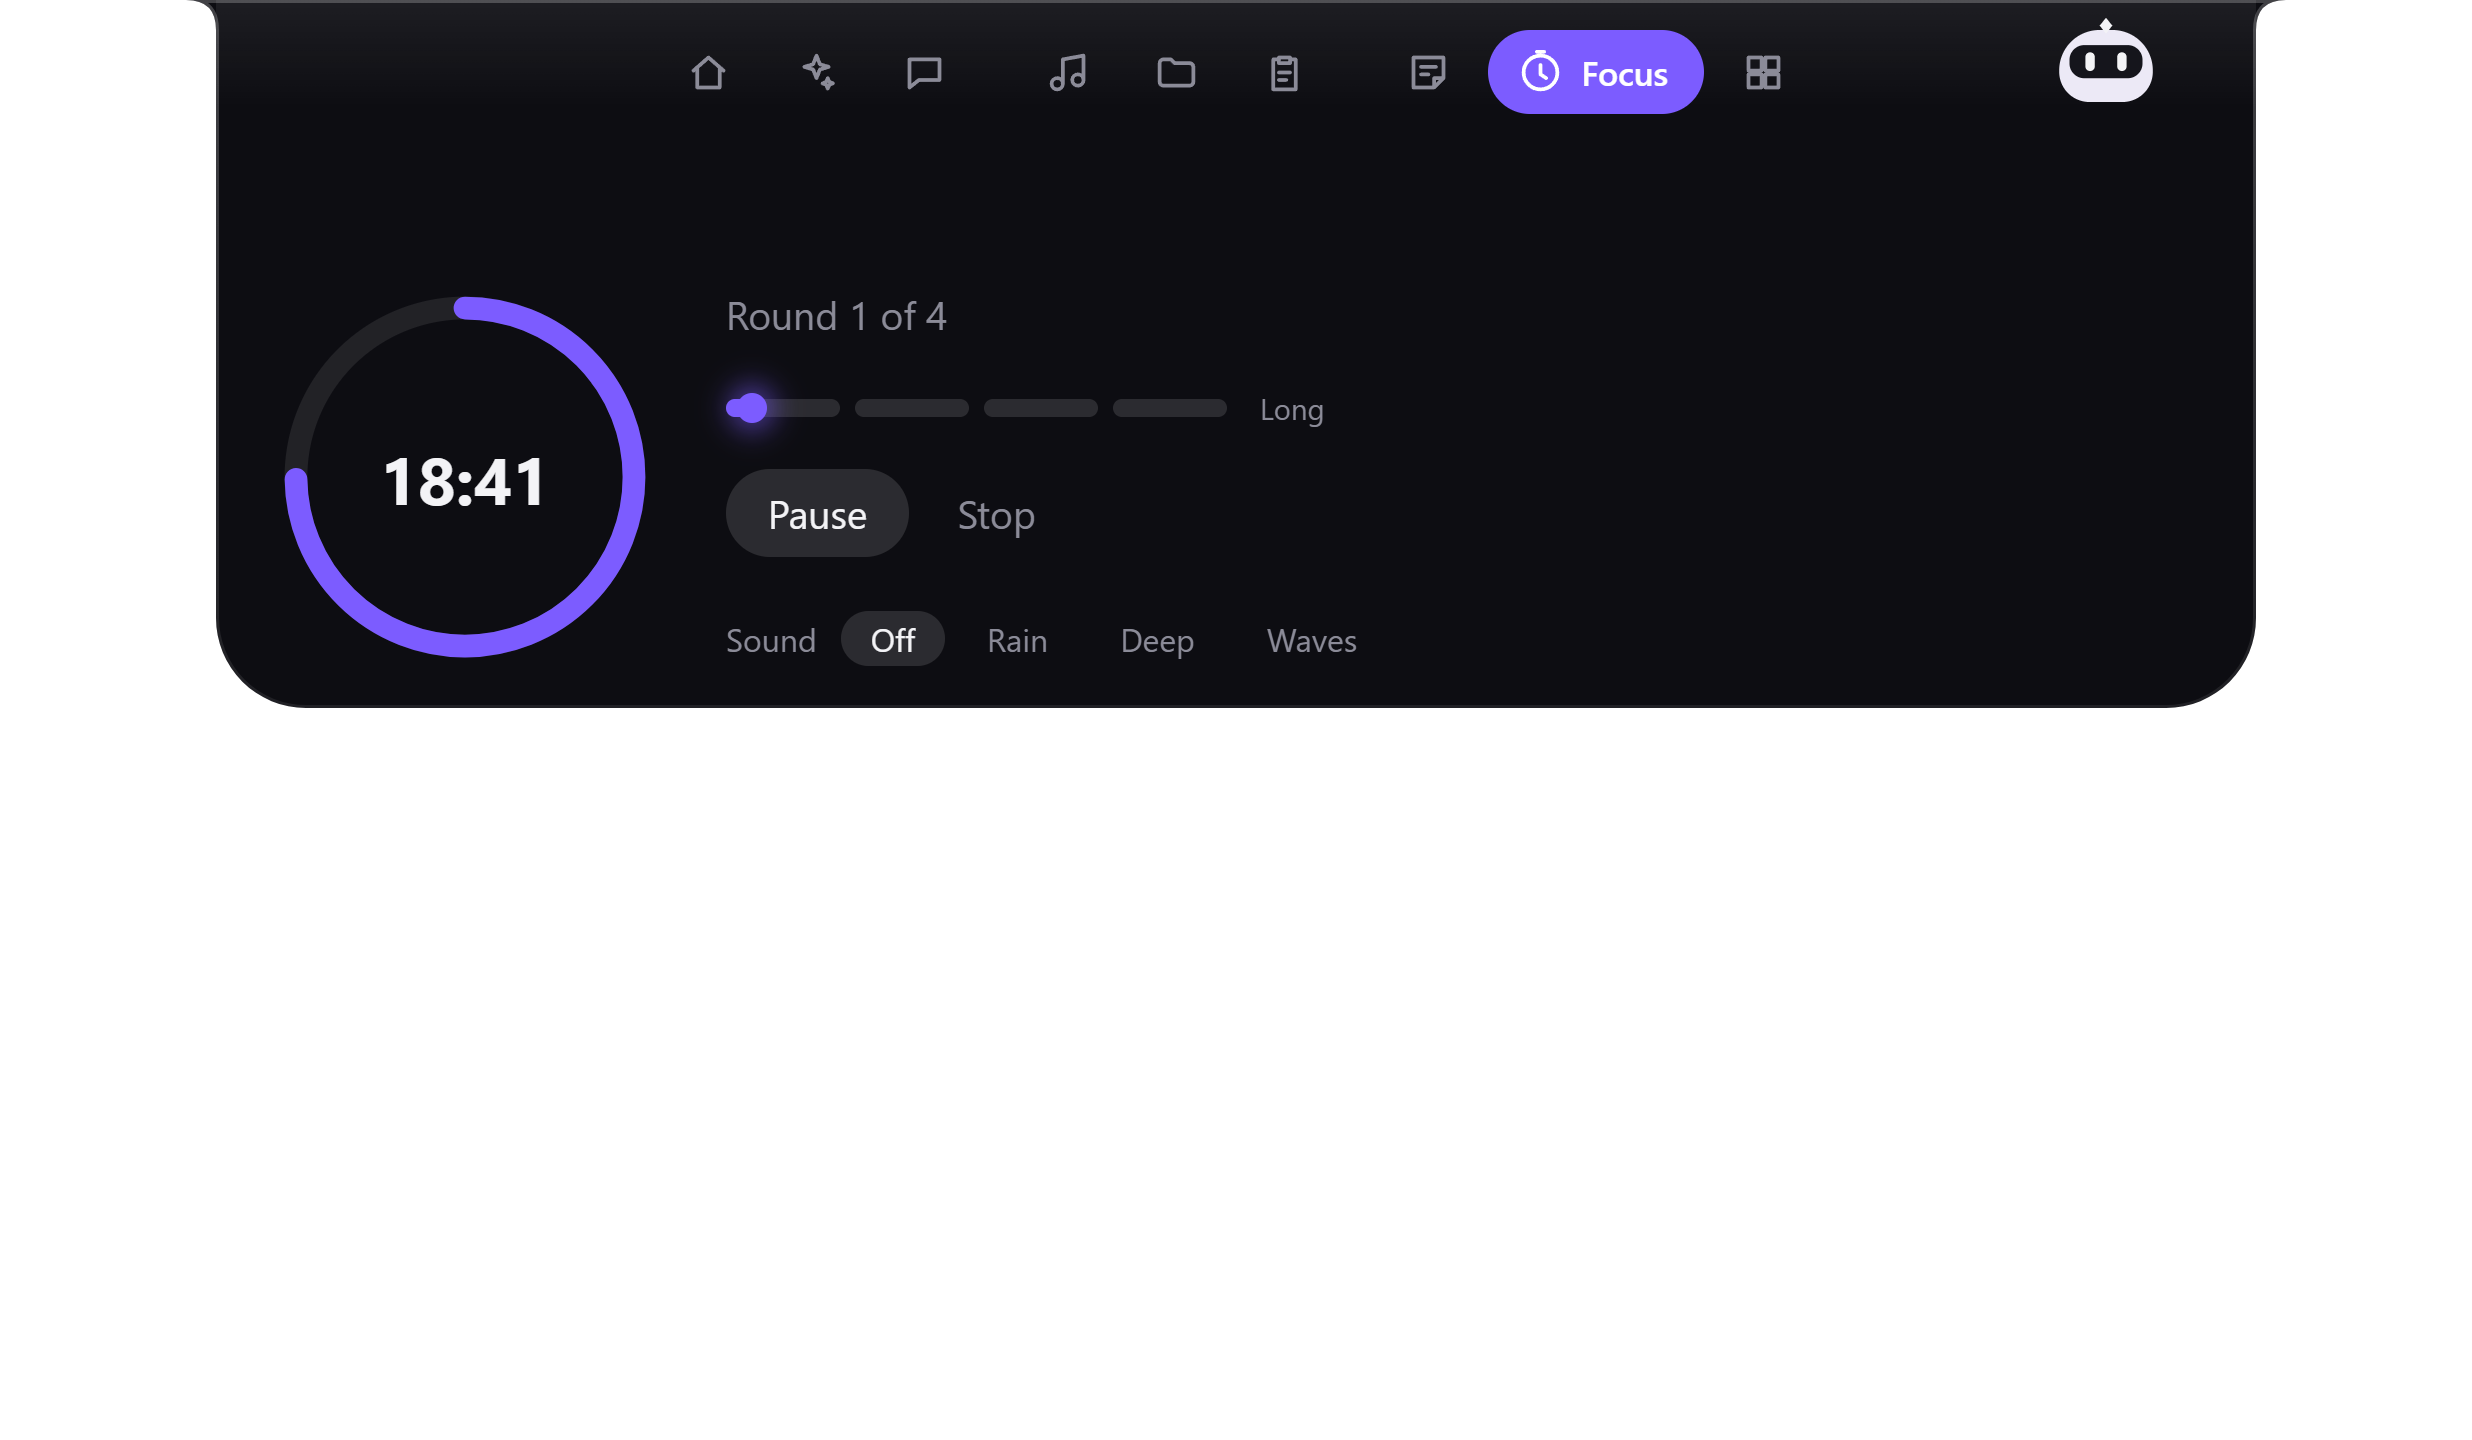 Focus
Round 1 of 4
Long
18:41
Pause Stop
Sound Off Rain Deep Waves